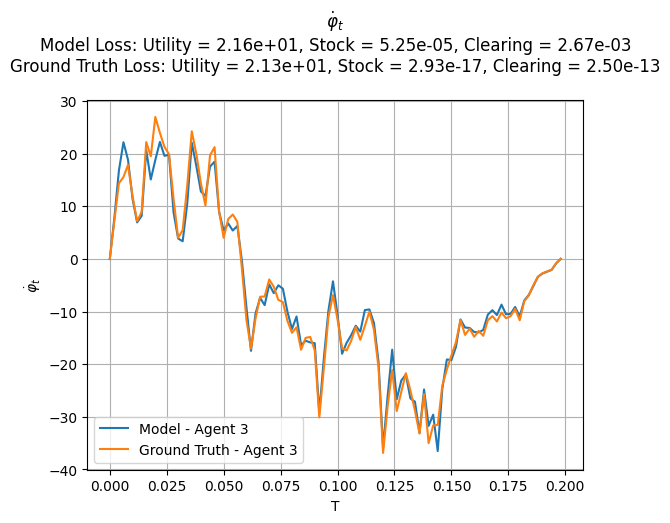 φ̇_t
Model Loss: Utility = 2.16e+01, Stock = 5.25e-05, Clearing = 2.67e-03
Ground Truth Loss: Utility = 2.13e+01, Stock = 2.93e-17, Clearing = 2.50e-13
30
20
10
0
−10
−20
−30
−40
φ̇_t
Model - Agent 3
Ground Truth - Agent 3
0.000 0.025 0.050 0.075 0.100 0.125 0.150 0.175 0.200
T